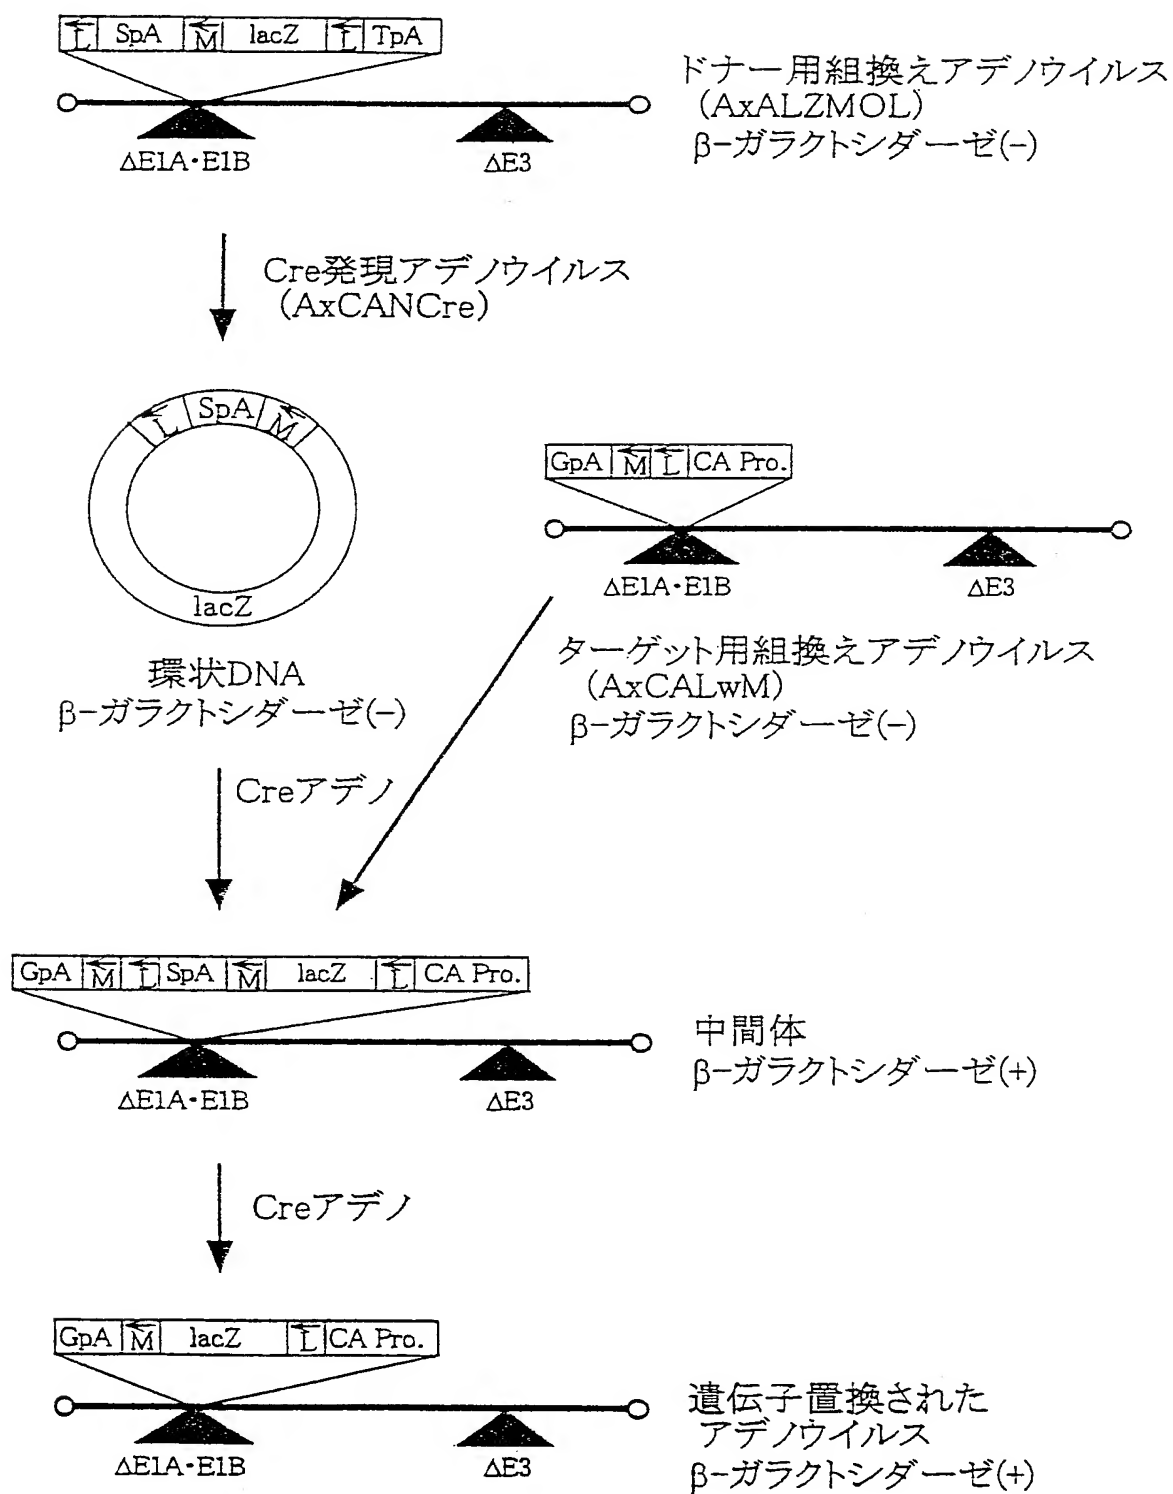 L SpA M lacZ L TpA
ドナー用組換えアデノウイルス
(AxALZMOL)
β-ガラクトシダーゼ(-)
ΔE1A・E1B
ΔE3
Cre発現アデノウイルス
(AxCANCre)
L SpA M
lacZ
環状DNA
β-ガラクトシダーゼ(-)
GpA M L CA Pro.
ΔE1A・E1B
ΔE3
ターゲット用組換えアデノウイルス
(AxCALwM)
β-ガラクトシダーゼ(-)
Creアデノ
GpA M L SpA M lacZ L CA Pro.
中間体
β-ガラクトシダーゼ(+)
ΔE1A・E1B
ΔE3
Creアデノ
GpA M lacZ L CA Pro.
遺伝子置換された
アデノウイルス
β-ガラクトシダーゼ(+)
ΔE1A・E1B
ΔE3